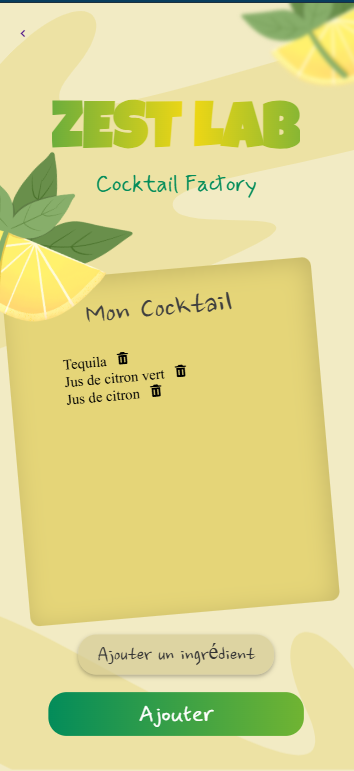 ZEST LAB
Cocktail Factory
Mon Cocktail
Tequila
Jus de citron vert
Jus de citron
Ajouter un ingrédient
Ajouter